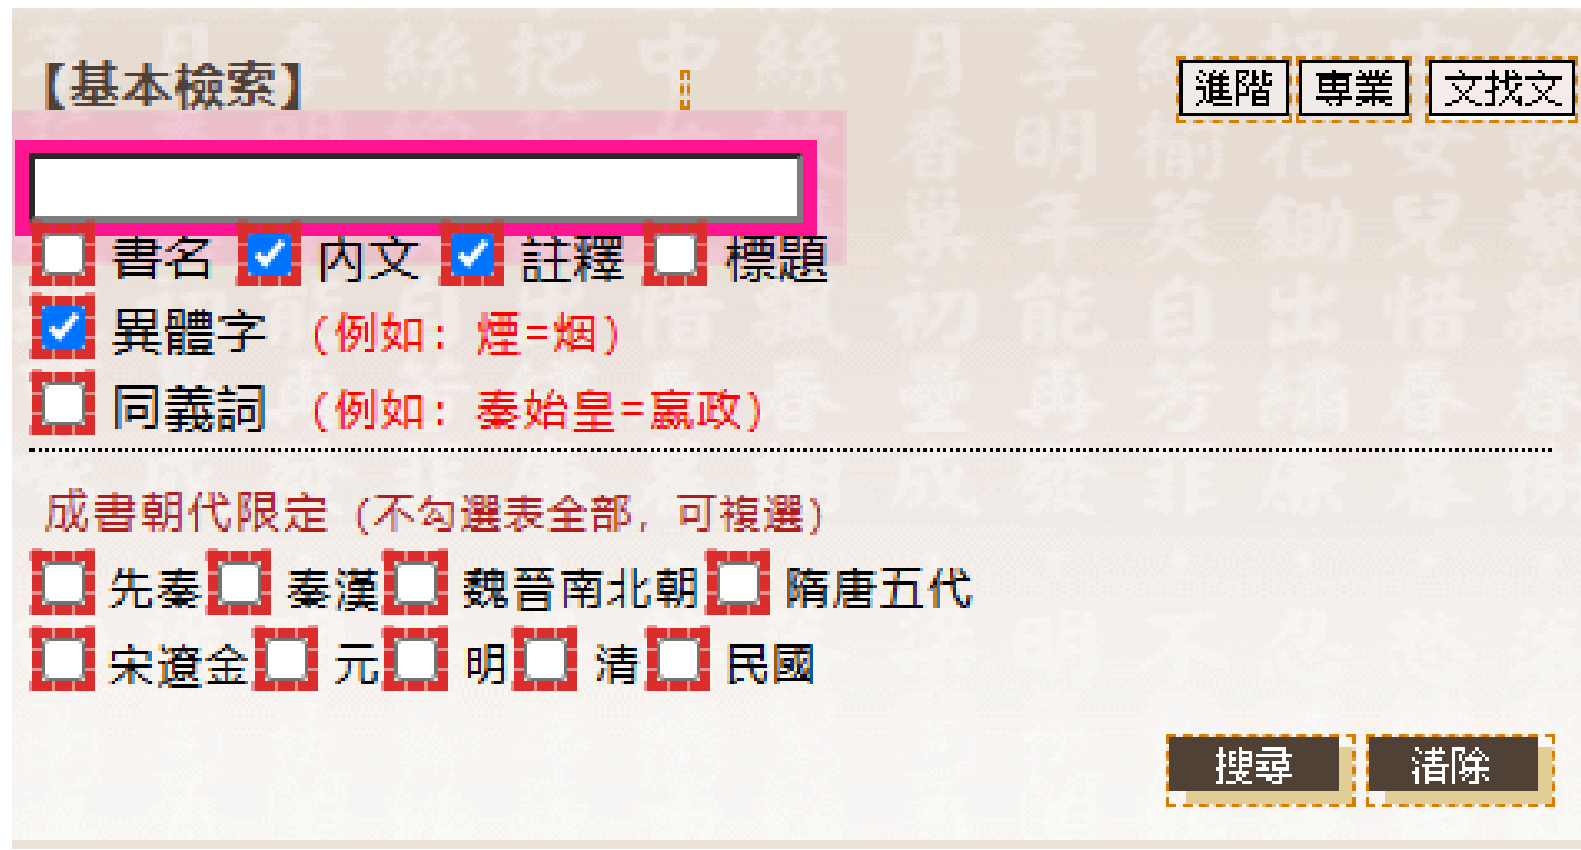 【基本檢索】 進階 專業 文找文
書名 內文 註釋 標題
異體字 (例如: 煙=烟)
同義詞 (例如: 秦始皇=嬴政)
成書朝代限定 (不勾選表全部, 可複選)
先秦 秦漢 魏晉南北朝 隋唐五代
宋遼金 元 明 清 民國
搜尋 清除